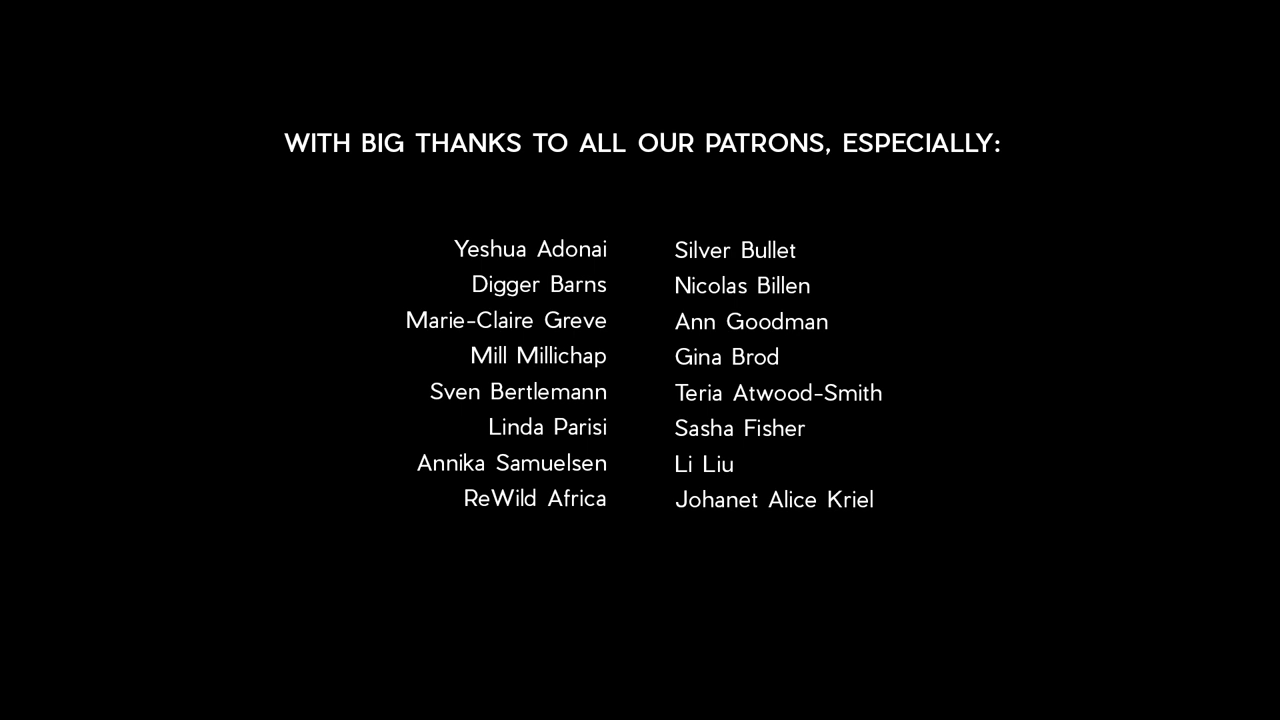 WITH BIG THANKS TO ALL OUR PATRONS, ESPECIALLY:
Yeshua Adonai
Digger Barns
Marie-Claire Greve
Mill Millichap
Sven Bertlemann
Linda Parisi
Annika Samuelsen
ReWild Africa
Silver Bullet
Nicolas Billen
Ann Goodman
Gina Brod
Teria Atwood-Smith
Sasha Fisher
Li Liu
Johanet Alice Kriel